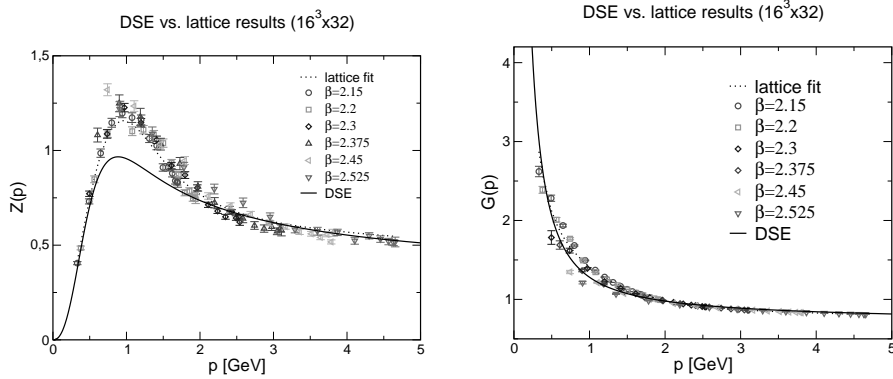 DSE vs. lattice results (16³x32)
1.5
1
0.5
0
0 1 2 3 4 5
Z(p)
p [GeV]
lattice fit
β=2.15
β=2.2
β=2.3
β=2.375
β=2.45
β=2.525
DSE
DSE vs. lattice results (16³x32)
4
3
2
1
0 1 2 3 4 5
G(p)
p [GeV]
lattice fit
β=2.15
β=2.2
β=2.3
β=2.375
β=2.45
β=2.525
DSE